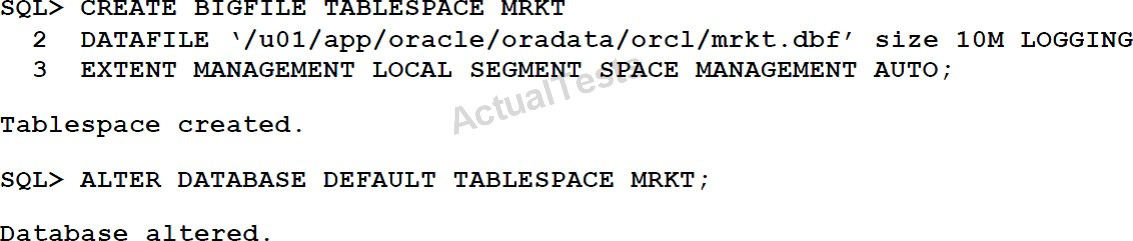 SQL> CREATE BIGFILE TABLESPACE MRKT
2 DATAFILE ‘/u01/app/oracle/oradata/orcl/mrkt.dbf’ size 10M LOGGING
3 EXTENT MANAGEMENT LOCAL SEGMENT SPACE MANAGEMENT AUTO;
ActualTests
Tablespace created.
SQL> ALTER DATABASE DEFAULT TABLESPACE MRKT;
Database altered.